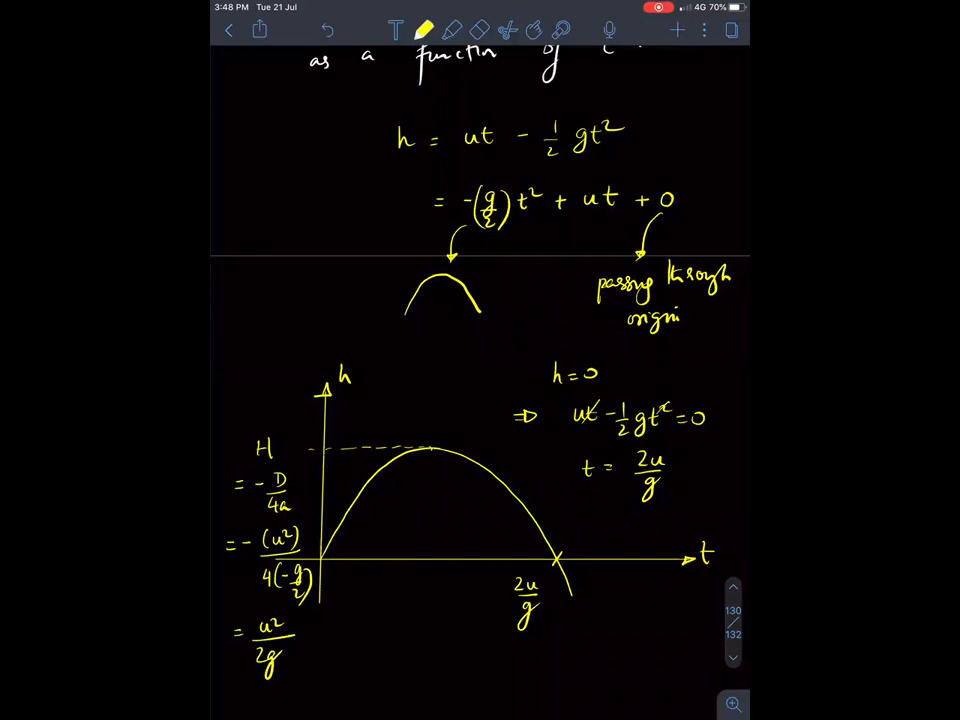 3:48 PM Tue 21 Jul 4G 70%
as a function of t
h = ut - 1/2 gt²
= -(g/2) t² + ut + 0
passing through
origin
h = 0
⇒ ut - 1/2 gt² = 0
t = 2u/g
h
H
= - D/4a
= - (u²)/4(-g/2)
= u²/2g
t
2u/g
130
/
132